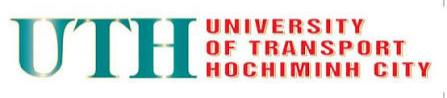 UTH
UNIVERSITY
OF TRANSPORT
HOCHIMINH CITY